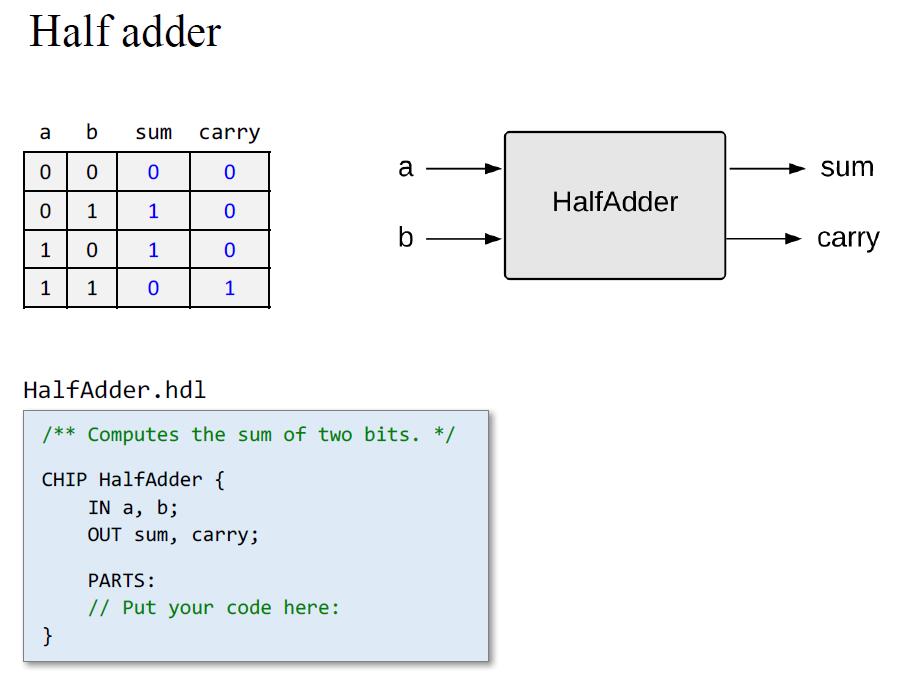 Half adder
a b sum carry
0 0 0 0
0 1 1 0
1 0 1 0
1 1 0 1
a
b
HalfAdder
sum
carry
HalfAdder.hdl
/** Computes the sum of two bits. */
CHIP HalfAdder {
IN a, b;
OUT sum, carry;
PARTS:
// Put your code here:
}